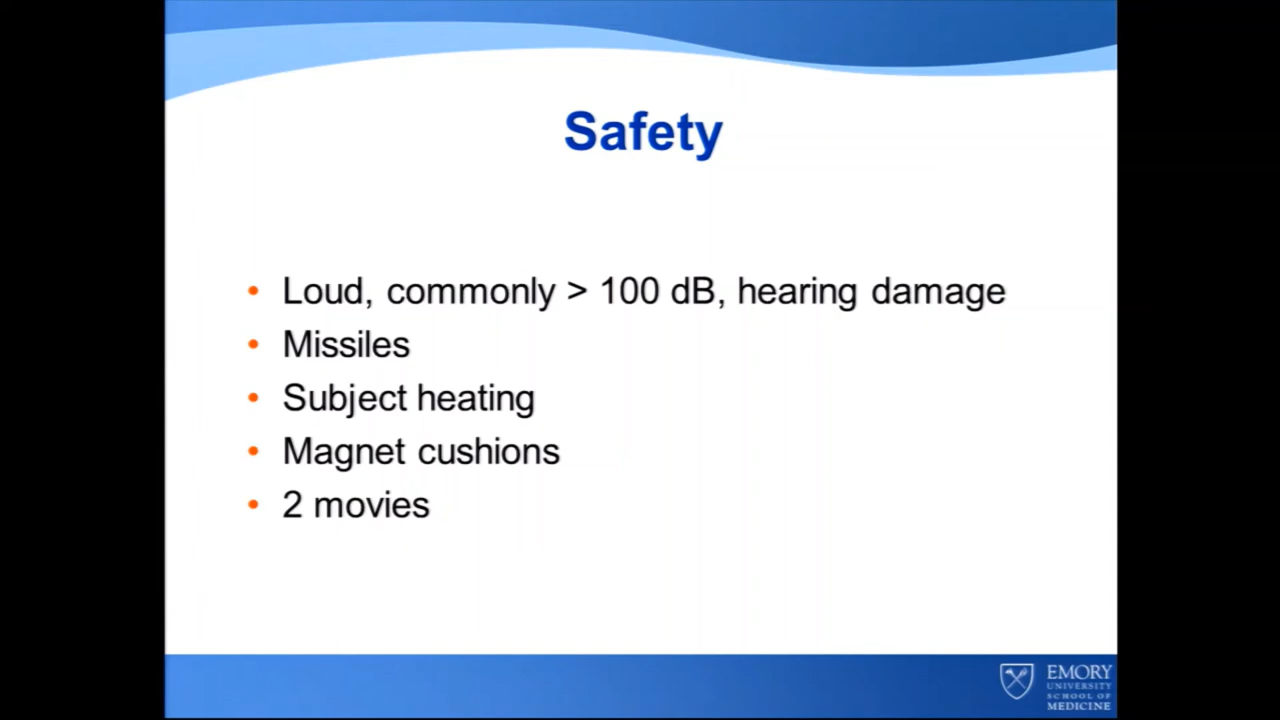 Safety
• Loud, commonly > 100 dB, hearing damage
• Missiles
• Subject heating
• Magnet cushions
• 2 movies
EMORY
UNIVERSITY
SCHOOL OF
MEDICINE